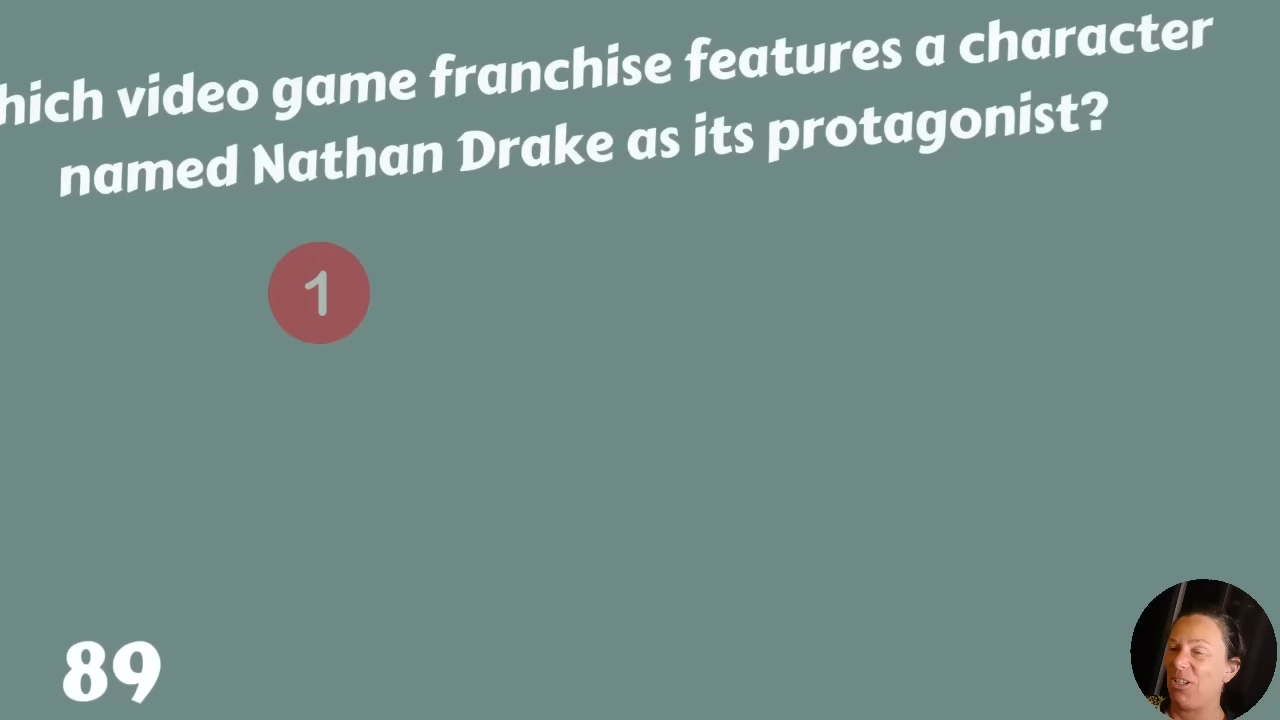 hich video game franchise features a character
named Nathan Drake as its protagonist?
1
89